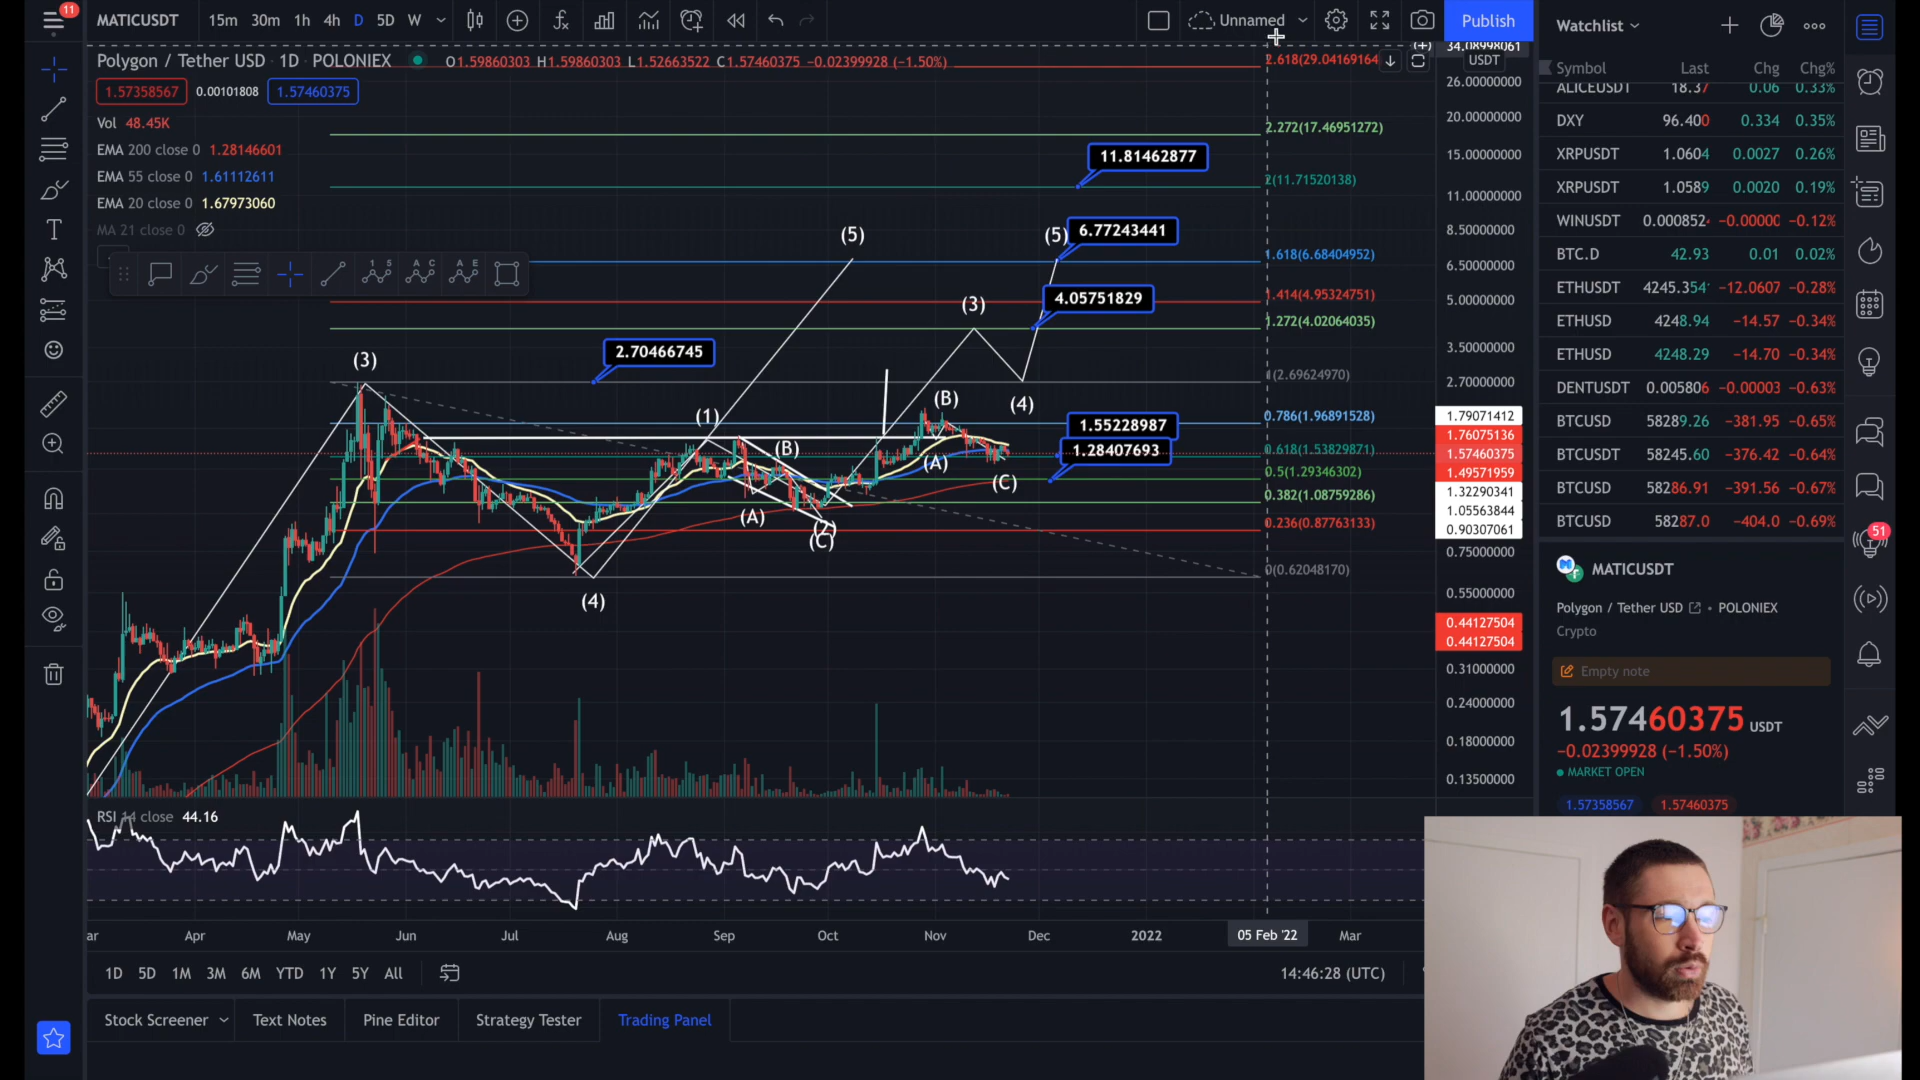 11
MATICUSDT
15m 30m 1h 4h D 5D W
Unnamed
Publish
Polygon / Tether USD · 1D · POLONIEX
O1.59860303 H1.59860303 L1.52663522 C1.57460375 −0.02399928 (−1.50%)
1.57358567 0.00101808 1.57460375
Vol 48.45K
EMA 200 close 0 1.28146601
EMA 55 close 0 1.61112611
EMA 20 close 0 1.67973060
MA 21 close 0
2.618(29.04169164
2.272(17.46951272)
11.81462877
2(11.71520138)
(5)
(5)
6.77243441
1.618(6.68404952)
1.414(4.95324751)
4.05751829
(3)
1.272(4.02064035)
2.70466745
(3)
1(2.69624970)
(B)
(4)
(1)
0.786(1.96891528)
1.55228987
(B)
0.618(1.53829871)
1.28407693
(A)
0.5(1.29346302)
(C)
0.382(1.08759286)
(A)
(2)
0.236(0.87763133)
(C)
0(0.62048170)
(4)
34.08998061
USDT
26.00000000
20.00000000
15.00000000
11.00000000
8.50000000
6.50000000
5.00000000
3.50000000
2.70000000
1.79071412
1.76075136
1.57460375
1.49571959
1.32290341
1.05563844
0.90307061
0.75000000
0.55000000
0.44127504
0.44127504
0.31000000
0.24000000
0.18000000
0.13500000
RSI 14 close 44.16
ar Apr May Jun Jul Aug Sep Oct Nov Dec 2022 05 Feb '22 Mar
1D 5D 1M 3M 6M YTD 1Y 5Y All
14:46:28 (UTC)
Stock Screener Text Notes Pine Editor Strategy Tester Trading Panel
Watchlist
Symbol Last Chg Chg%
ALICEUSDT 18.37 0.06 0.33%
DXY 96.400 0.334 0.35%
XRPUSDT 1.0604 0.0027 0.26%
XRPUSDT 1.0589 0.0020 0.19%
WINUSDT 0.000852 −0.00000 −0.12%
BTC.D 42.93 0.01 0.02%
ETHUSDT 4245.354 −12.0607 −0.28%
ETHUSD 4248.94 −14.57 −0.34%
ETHUSD 4248.29 −14.70 −0.34%
DENTUSDT 0.005806 −0.00003 −0.63%
BTCUSD 58289.26 −381.95 −0.65%
BTCUSDT 58245.60 −376.42 −0.64%
BTCUSD 58286.91 −391.56 −0.67%
BTCUSD 58287.0 −404.0 −0.69%
51
MATICUSDT
Polygon / Tether USD • POLONIEX
Crypto
Empty note
1.57460375 USDT
−0.02399928 (−1.50%)
MARKET OPEN
1.57358567 1.57460375